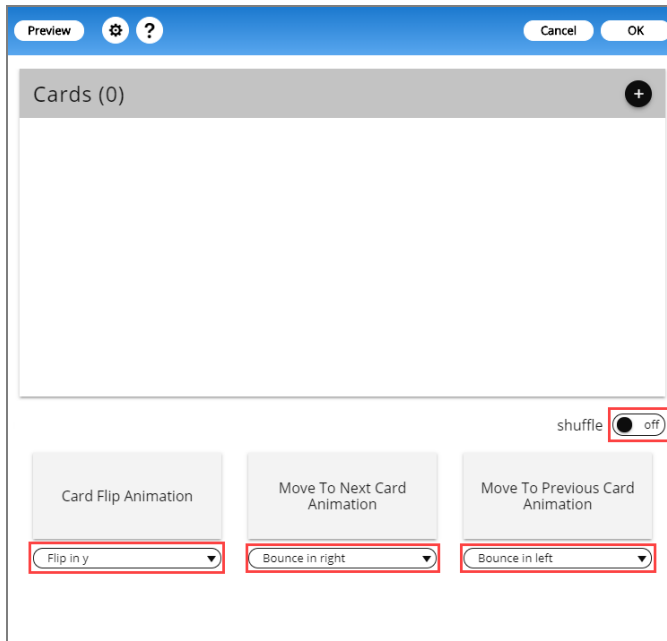 Preview ? Cancel OK
Cards (0) +
shuffle off
Card Flip Animation
Move To Next Card
Animation
Move To Previous Card
Animation
Flip in y
Bounce in right
Bounce in left